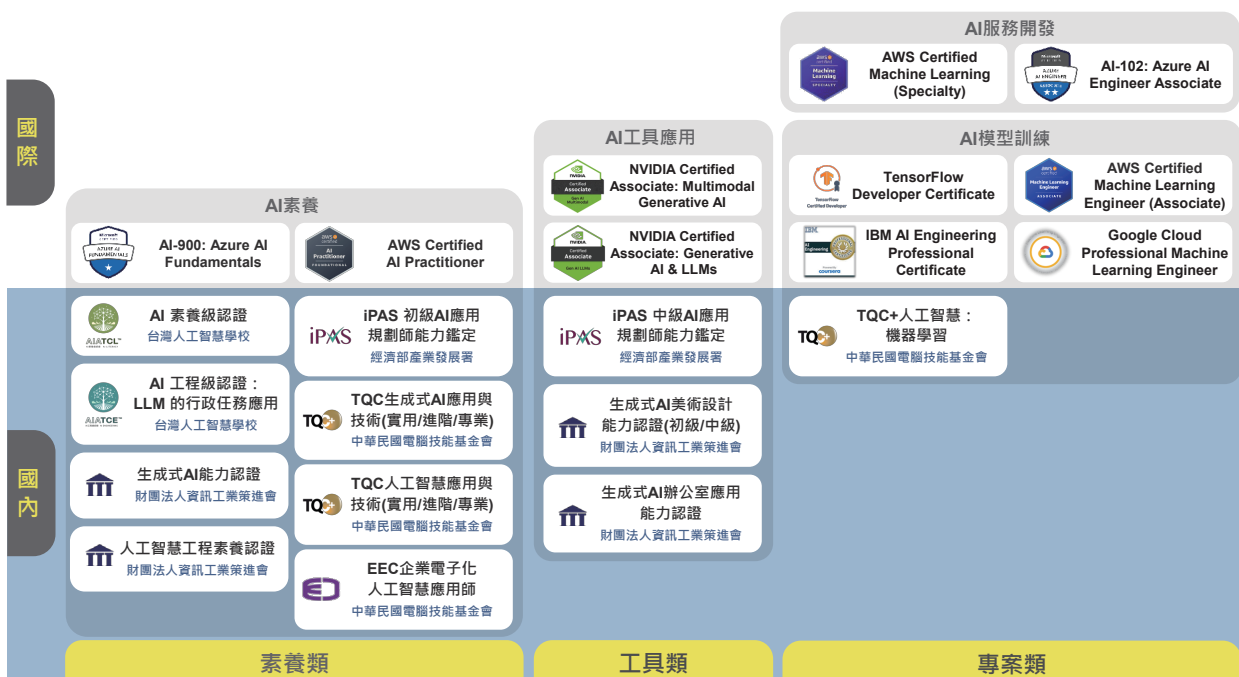 AI服務開發
AWS Certified
Machine Learning
(Specialty)
AI-102: Azure AI
Engineer Associate
國際
AI工具應用
NVIDIA Certified
Associate: Multimodal
Generative AI
NVIDIA Certified
Associate: Generative
AI & LLMs
AI模型訓練
TensorFlow
Developer Certificate
AWS Certified
Machine Learning
Engineer (Associate)
IBM AI Engineering
Professional
Certificate
Google Cloud
Professional Machine
Learning Engineer
AI素養
AI-900: Azure AI
Fundamentals
AWS Certified
AI Practitioner
國內
AIATCL
AI 素養級認證
台灣人工智慧學校
iPAS
iPAS 初級AI應用
規劃師能力鑑定
經濟部產業發展署
AIATCE
AI 工程級認證：
LLM 的行政任務應用
台灣人工智慧學校
TQC+
TQC生成式AI應用與
技術(實用/進階/專業)
中華民國電腦技能基金會
生成式AI能力認證
財團法人資訊工業策進會
TQC+
TQC人工智慧應用與
技術(實用/進階/專業)
中華民國電腦技能基金會
人工智慧工程素養認證
財團法人資訊工業策進會
EEC企業電子化
人工智慧應用師
中華民國電腦技能基金會
iPAS
iPAS 中級AI應用
規劃師能力鑑定
經濟部產業發展署
生成式AI美術設計
能力認證(初級/中級)
財團法人資訊工業策進會
生成式AI辦公室應用
能力認證
財團法人資訊工業策進會
TQC+
TQC+人工智慧：
機器學習
中華民國電腦技能基金會
素養類
工具類
專案類